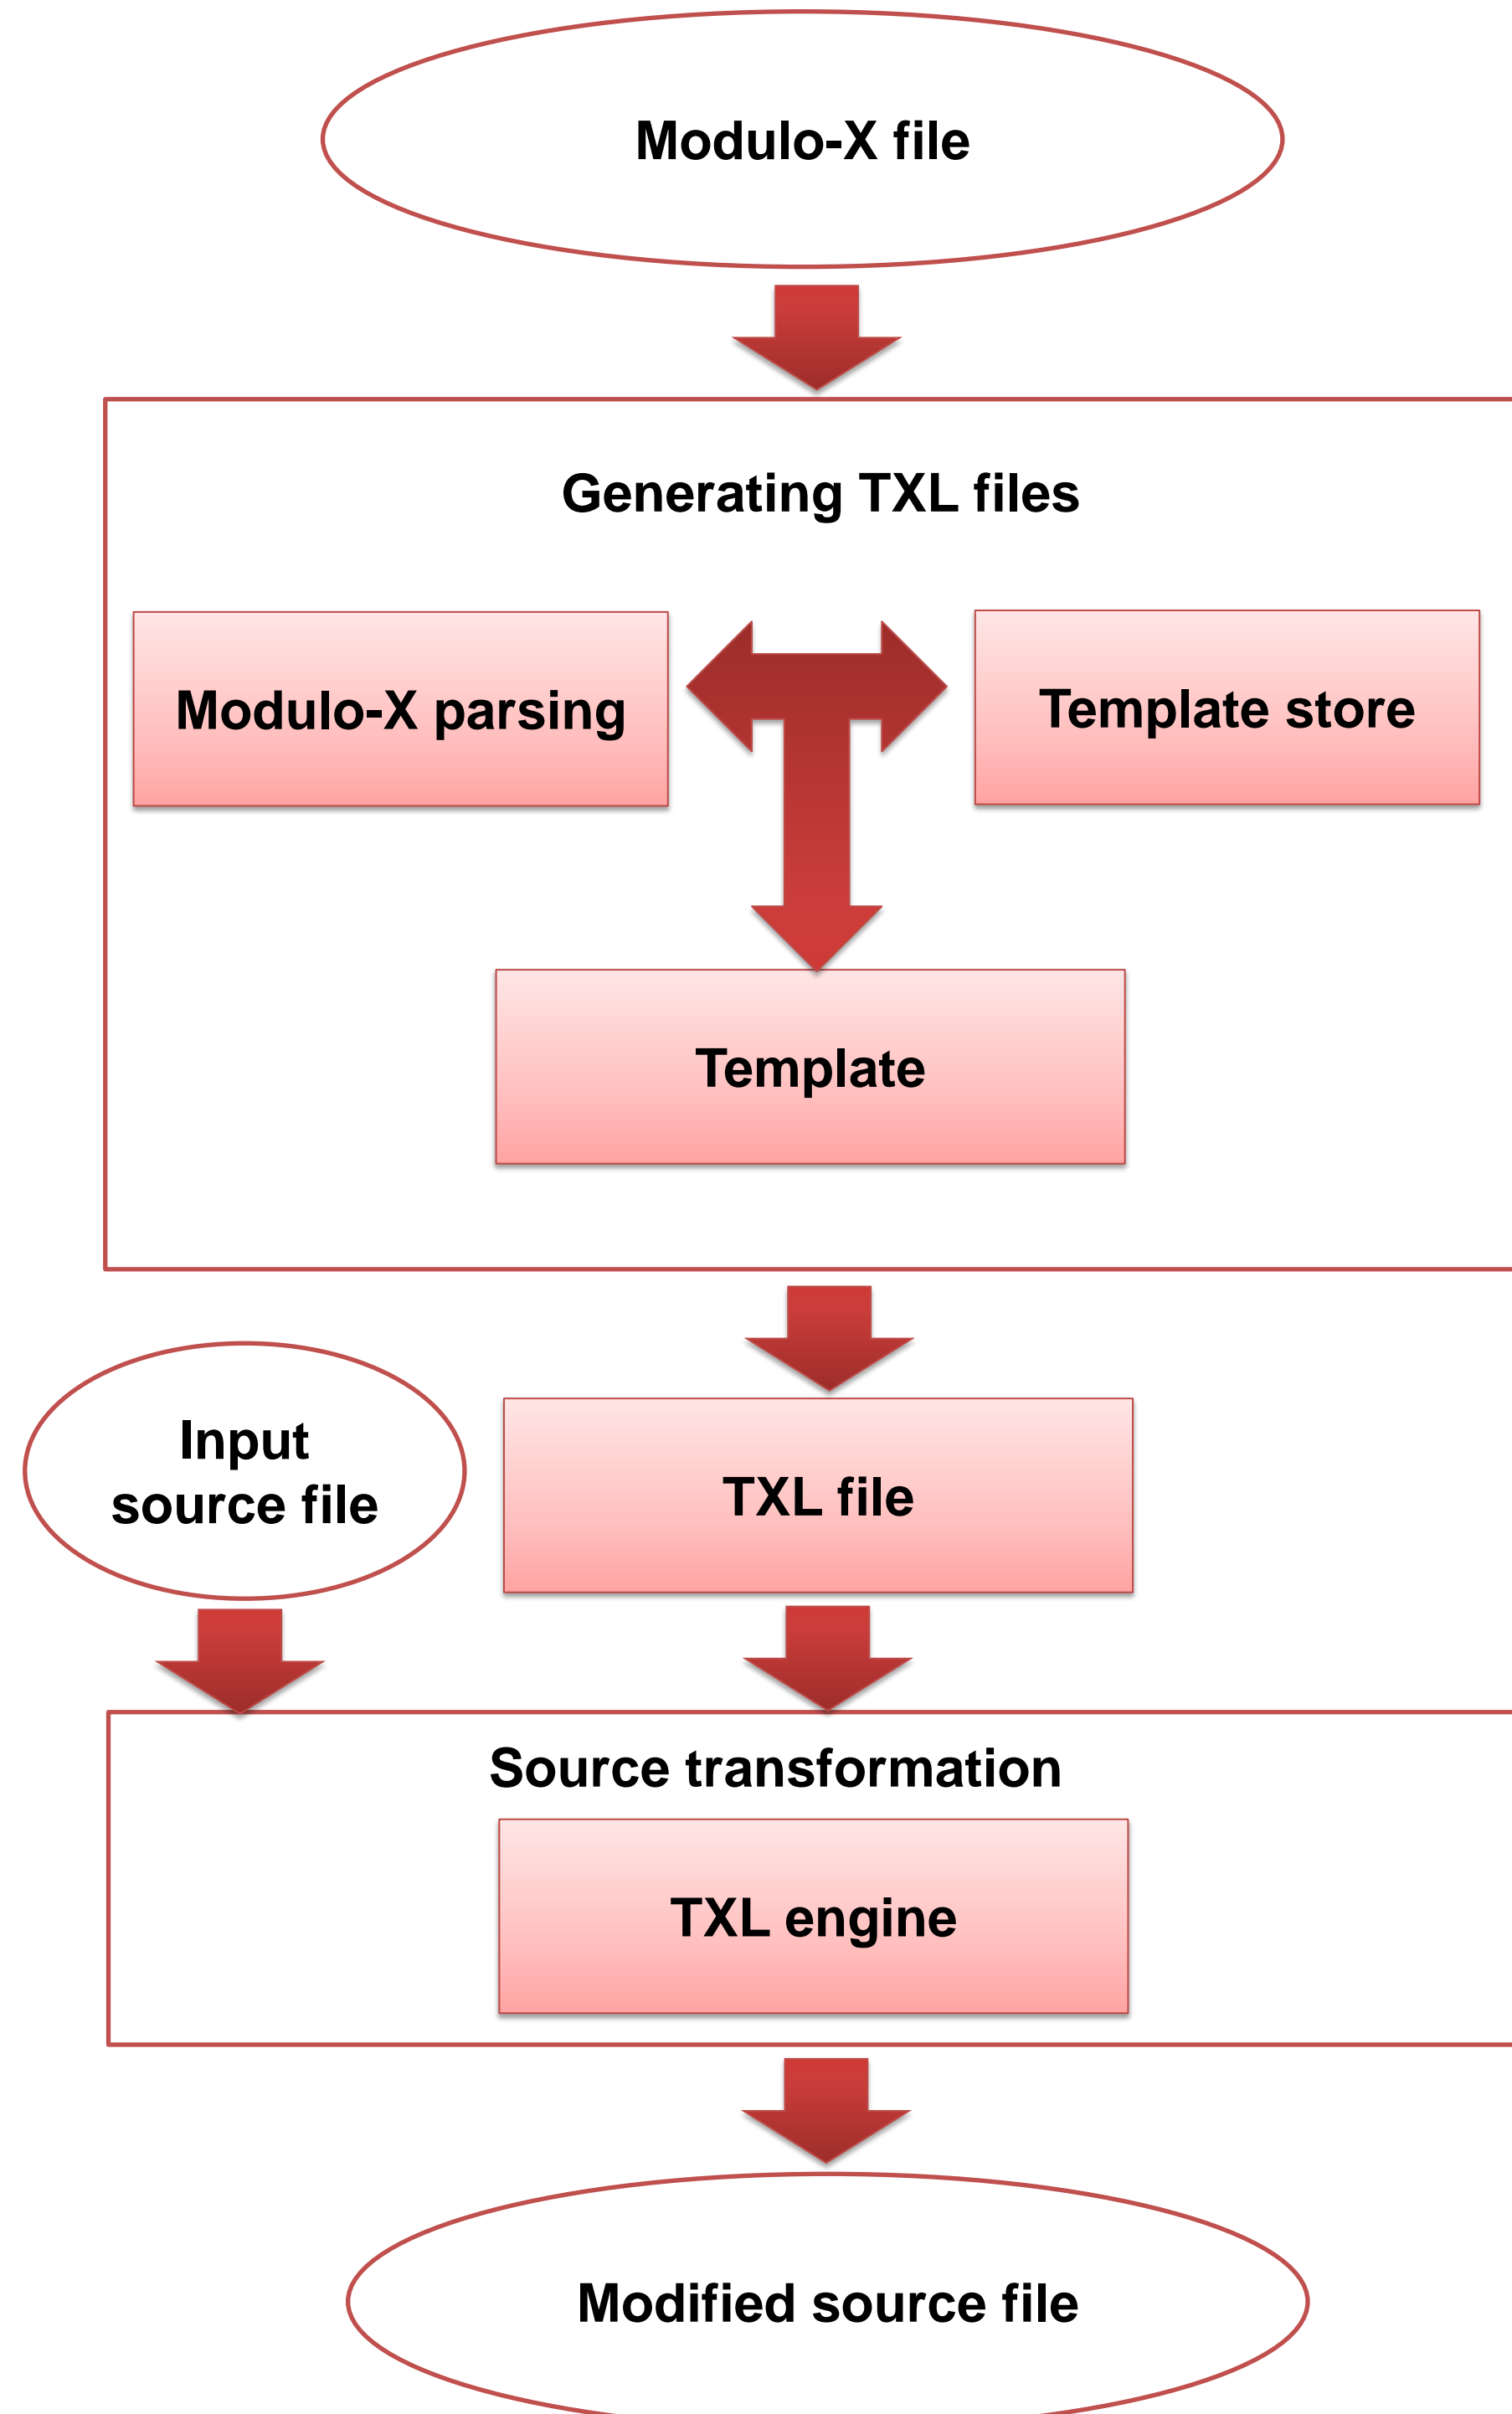 Modulo-X file
Generating TXL files
Modulo-X parsing
Template store
Template
Input
source file
TXL file
Source transformation
TXL engine
Modified source file